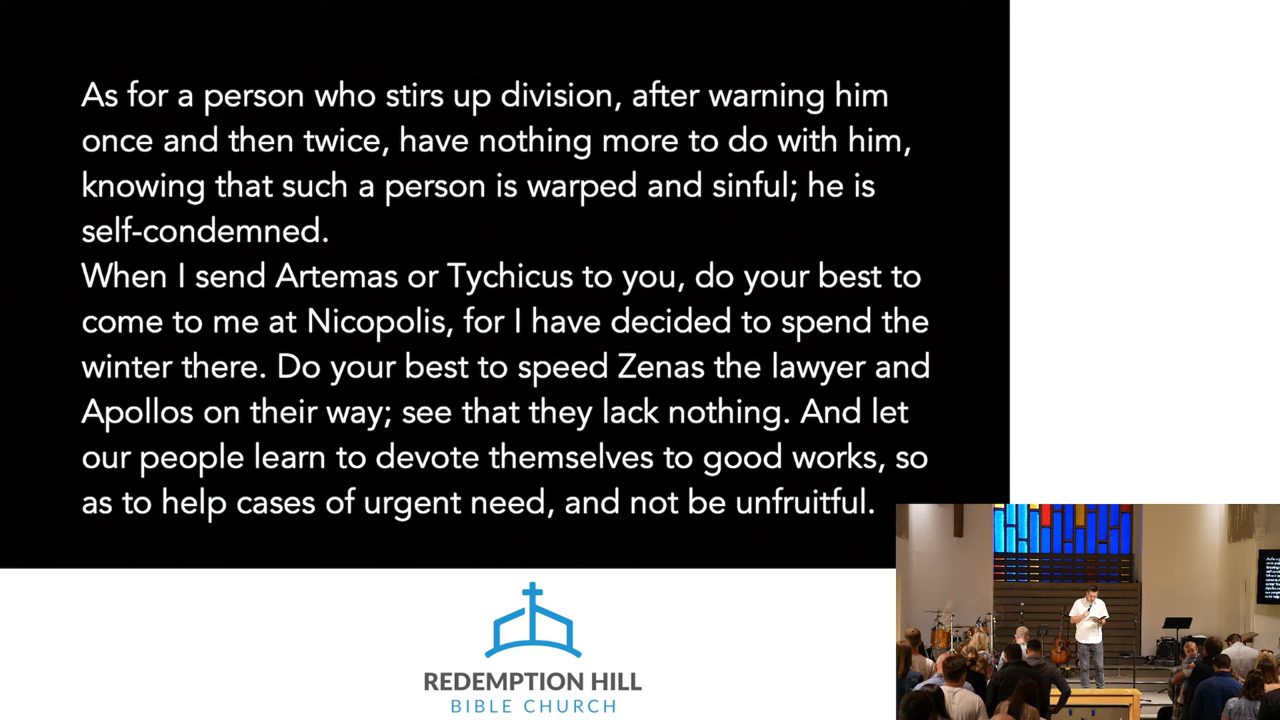 As for a person who stirs up division, after warning him
once and then twice, have nothing more to do with him,
knowing that such a person is warped and sinful; he is
self-condemned.
When I send Artemas or Tychicus to you, do your best to
come to me at Nicopolis, for I have decided to spend the
winter there. Do your best to speed Zenas the lawyer and
Apollos on their way; see that they lack nothing. And let
our people learn to devote themselves to good works, so
as to help cases of urgent need, and not be unfruitful.
REDEMPTION HILL
BIBLE CHURCH